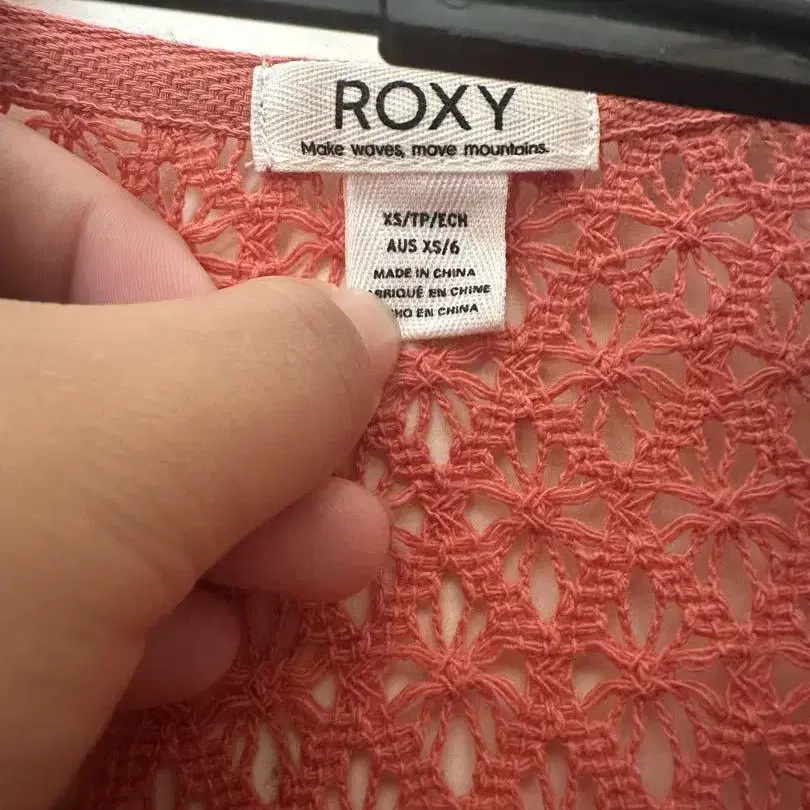 ROXY
Make waves, move mountains.
XS/TP/ECH
AUS XS/6
MADE IN CHINA
EN CHINE
EN CHINA